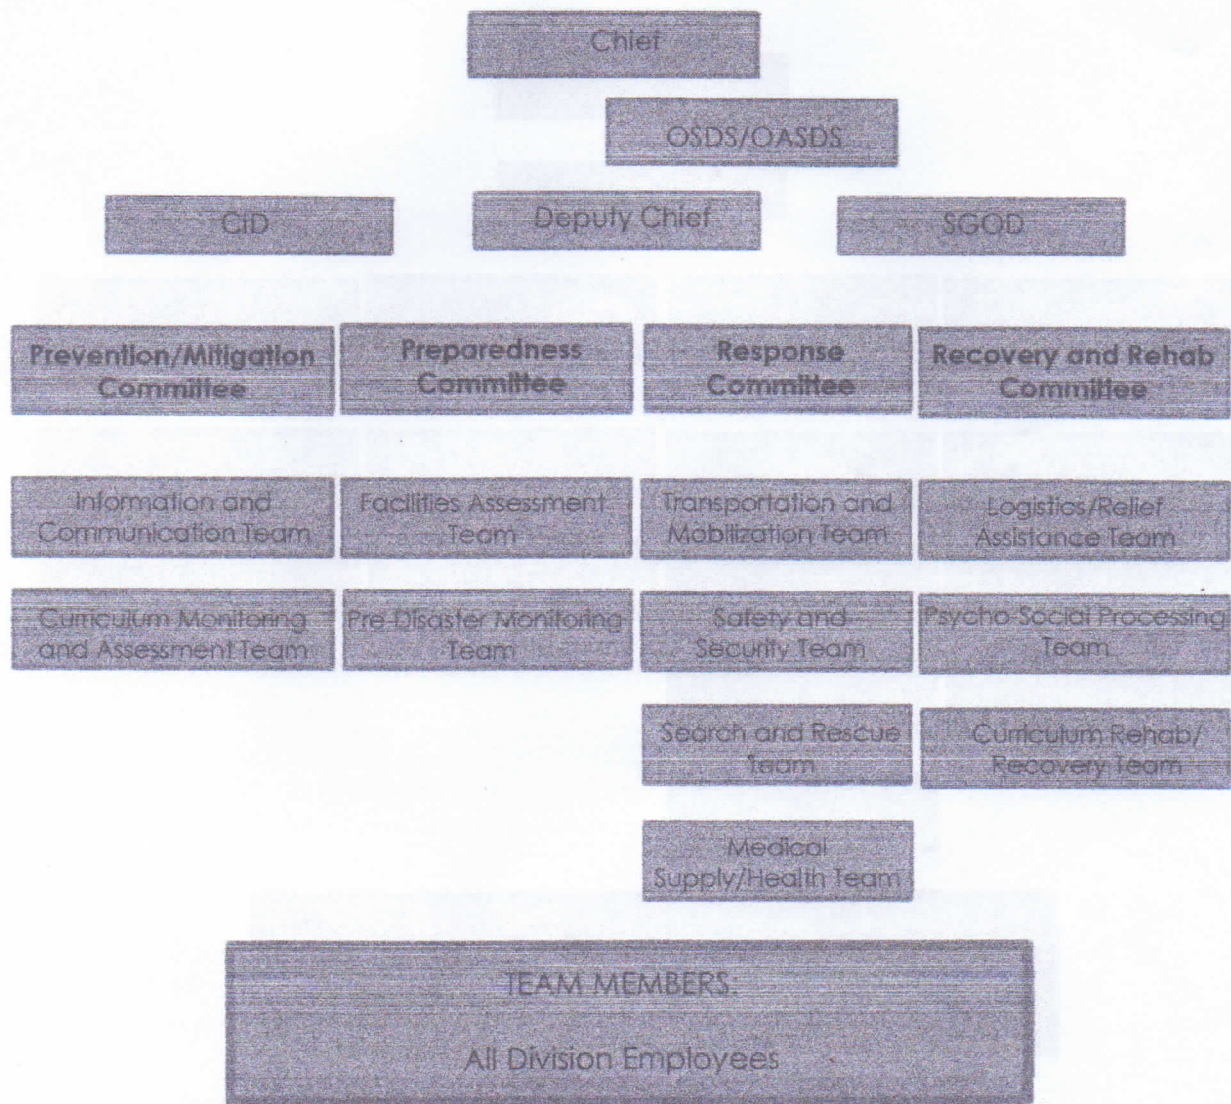 Chief
OSDS/OASDS
CID
Deputy Chief
SGOD
Prevention/Mitigation
Committee
Preparedness
Committee
Response
Committee
Recovery and Rehab
Committee
Information and
Communication Team
Facilities Assessment
Team
Transportation and
Mobilization Team
Logistics/Relief
Assistance Team
Curriculum Monitoring
and Assessment Team
Pre-Disaster Monitoring
Team
Safety and
Security Team
Psycho-Social Processing
Team
Search and Rescue
Team
Curriculum Rehab/
Recovery Team
Medical
Supply/Health Team
TEAM MEMBERS:
All Division Employees